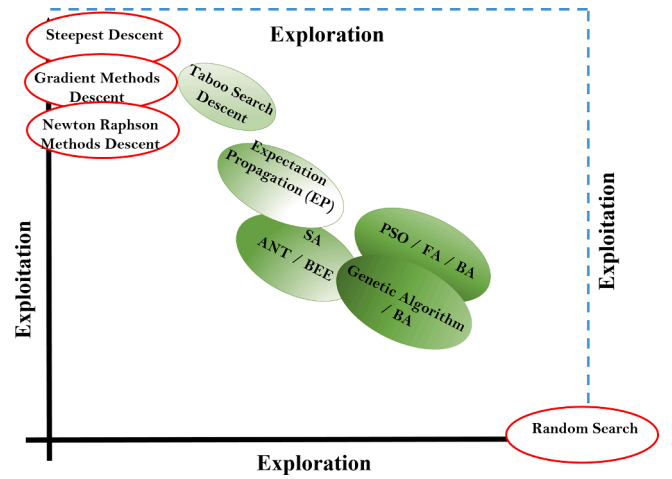 Steepest Descent
Exploration
Gradient Methods
Descent
Taboo Search
Descent
Newton Raphson
Methods Descent
Expectation
Propagation (EP)
SA
ANT / BEE
PSO / FA / BA
Genetic Algorithm
/ BA
Exploitation
Exploitation
Random Search
Exploration